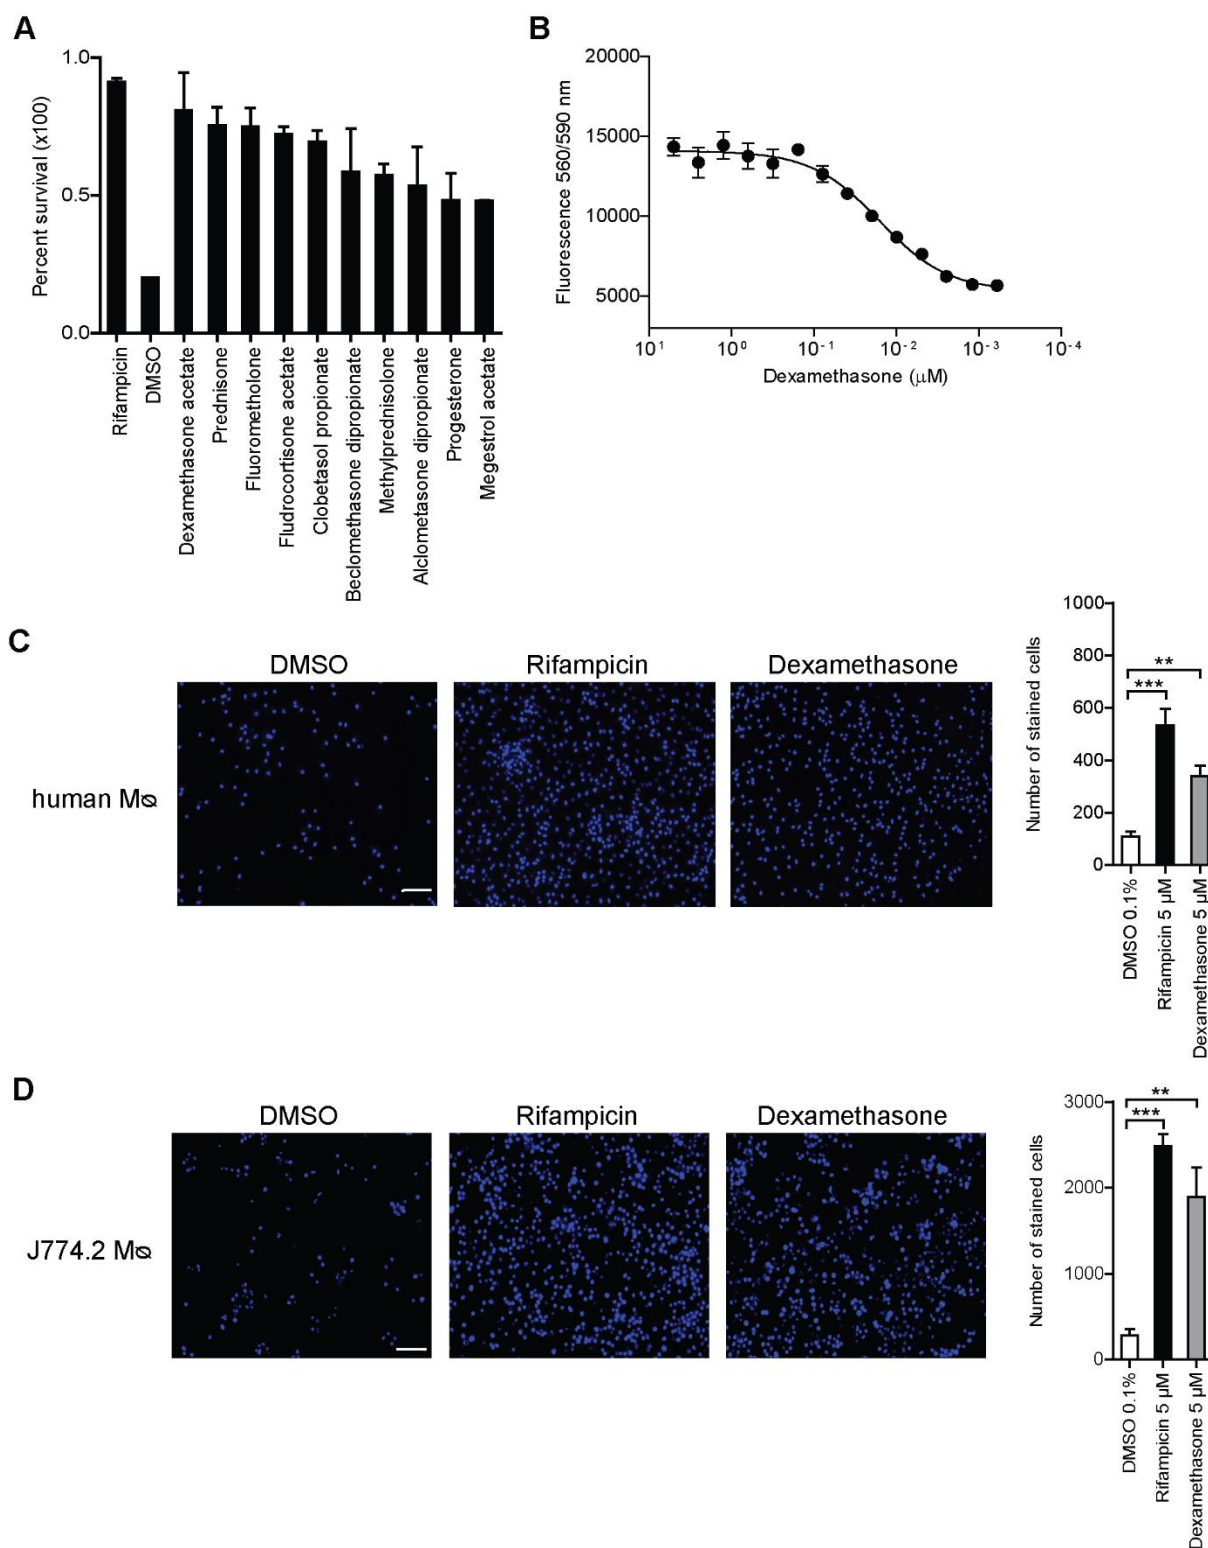 A
Percent survival (x100)
1.0
0.5
0.0
Rifampicin
DMSO
Dexamethasone acetate
Prednisone
Fluorometholone
Fludrocortisone acetate
Clobetasol propionate
Beclomethasone dipropionate
Methylprednisolone
Alclometasone dipropionate
Progesterone
Megestrol acetate
B
Fluorescence 560/590 nm
20000
15000
10000
5000
10¹ 10⁰ 10⁻¹ 10⁻² 10⁻³ 10⁻⁴
Dexamethasone (μM)
C
DMSO Rifampicin Dexamethasone
human Mø
Number of stained cells
1000
800
600
400
200
0
**
***
DMSO 0.1%
Rifampicin 5 µM
Dexamethasone 5 µM
D
DMSO Rifampicin Dexamethasone
J774.2 Mø
Number of stained cells
3000
2000
1000
0
**
***
DMSO 0.1%
Rifampicin 5 µM
Dexamethasone 5 µM